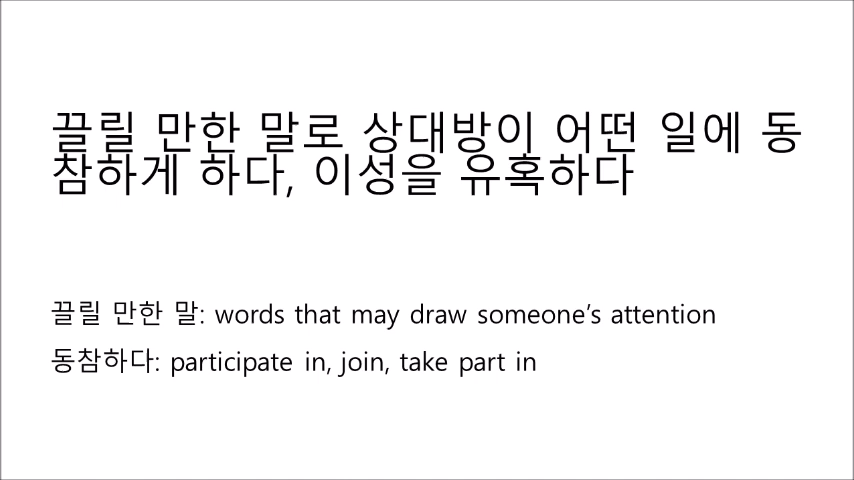 끌릴 만한 말로 상대방이 어떤 일에 동
참하게 하다, 이성을 유혹하다
끌릴 만한 말: words that may draw someone’s attention
동참하다: participate in, join, take part in